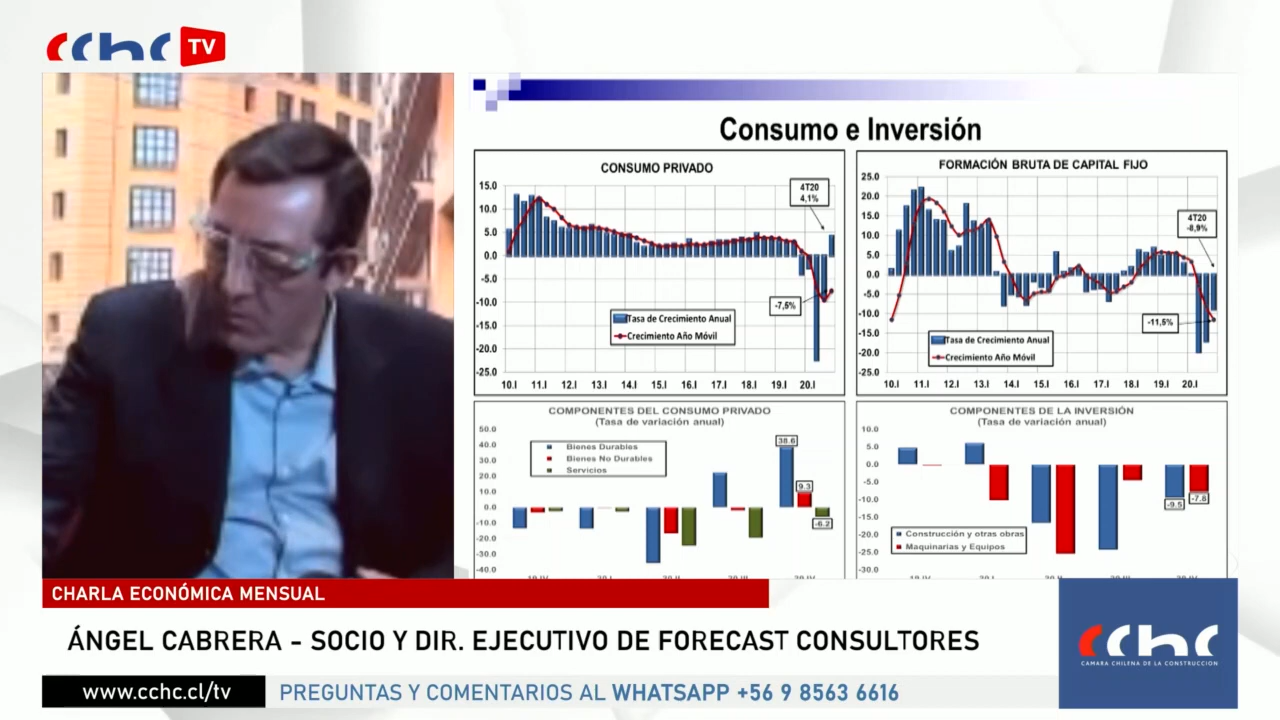 cchc TV
Consumo e Inversión
CONSUMO PRIVADO
15.0
10.0
5.0
0.0
-5.0
-10.0
-15.0
-20.0
-25.0
10.I 11.I 12.I 13.I 14.I 15.I 16.I 17.I 18.I 19.I 20.I
4T20
4,1%
-7,5%
Tasa de Crecimiento Anual
Crecimiento Año Móvil
FORMACIÓN BRUTA DE CAPITAL FIJO
25.0
20.0
15.0
10.0
5.0
0.0
-5.0
-10.0
-15.0
-20.0
-25.0
10.I 11.I 12.I 13.I 14.I 15.I 16.I 17.I 18.I 19.I 20.I
4T20
-8,9%
-11,5%
Tasa de Crecimiento Anual
Crecimiento Año Móvil
COMPONENTES DEL CONSUMO PRIVADO
(Tasa de variación anual)
50.0
40.0
30.0
20.0
10.0
0.0
-10.0
-20.0
-30.0
-40.0
Bienes Durables
Bienes No Durables
Servicios
38.6
9.3
-6.2
COMPONENTES DE LA INVERSIÓN
(Tasa de variación anual)
10.0
5.0
0.0
-5.0
-10.0
-15.0
-20.0
-25.0
-30.0
Construcción y otras obras
Maquinarias y Equipos
-9.5
-7.8
CHARLA ECONÓMICA MENSUAL
ÁNGEL CABRERA - SOCIO Y DIR. EJECUTIVO DE FORECAST CONSULTORES
www.cchc.cl/tv
PREGUNTAS Y COMENTARIOS AL WHATSAPP +56 9 8563 6616
cchc
CAMARA CHILENA DE LA CONSTRUCCION